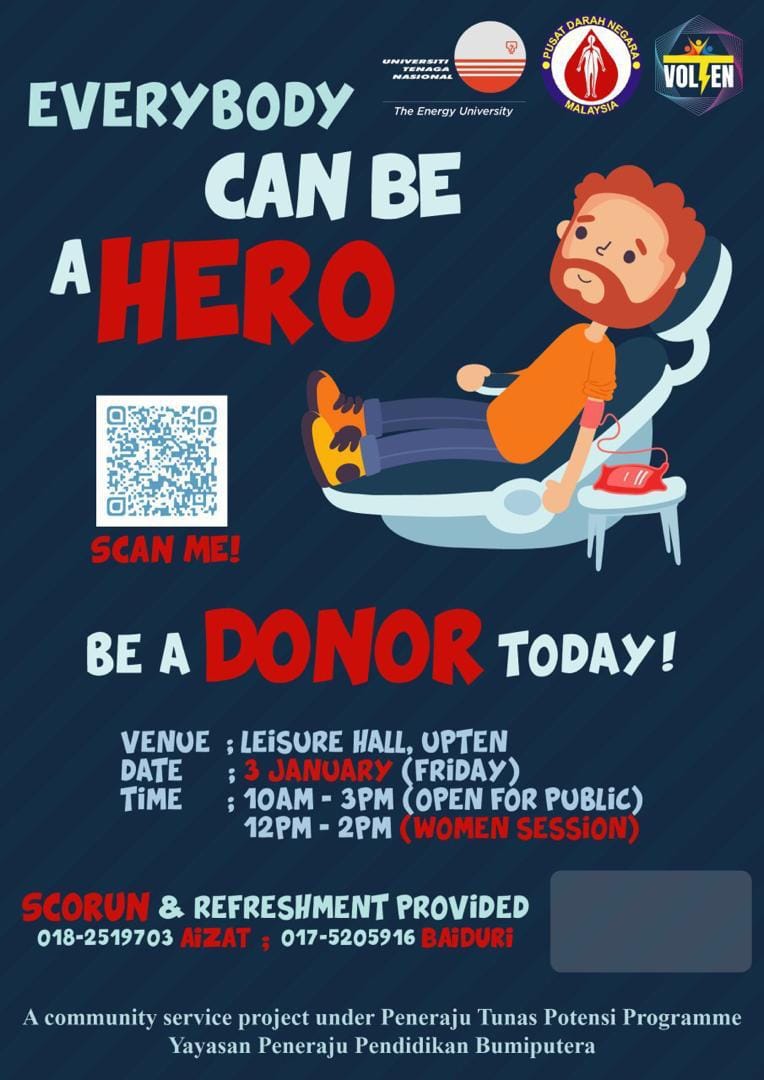 UNIVERSITI
TENAGA
NASIONAL
The Energy University
PUSAT DARAH NEGARA
MALAYSIA
VOLTEN
EVERYBODY
CAN BE
A HERO
SCAN ME!
BE A DONOR TODAY!
VENUE ; LEISURE HALL, UPTEN
DATE ; 3 JANUARY (FRIDAY)
TIME ; 10AM - 3PM (OPEN FOR PUBLIC)
12PM - 2PM (WOMEN SESSION)
SCORUN & REFRESHMENT PROVIDED
018-2519703 AIZAT ; 017-5205916 BAIDURI
A community service project under Peneraju Tunas Potensi Programme
Yayasan Peneraju Pendidikan Bumiputera